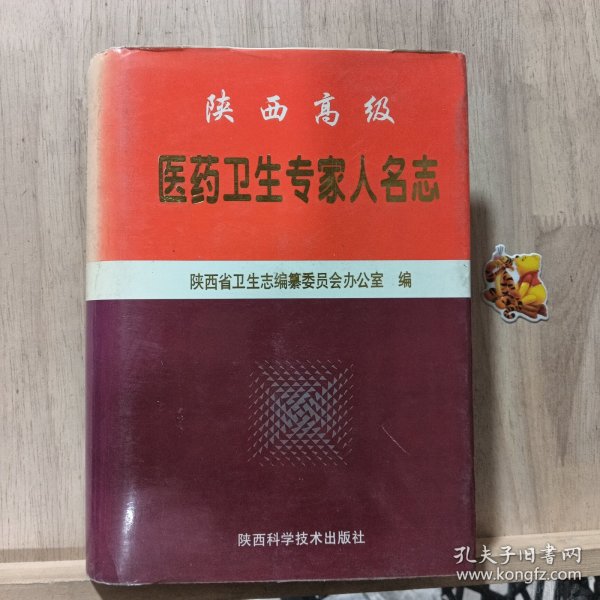 陕西高级
医药卫生专家人名志
陕西省卫生志编纂委员会办公室 编
陕西科学技术出版社
孔夫子旧书网
www.kongfz.com